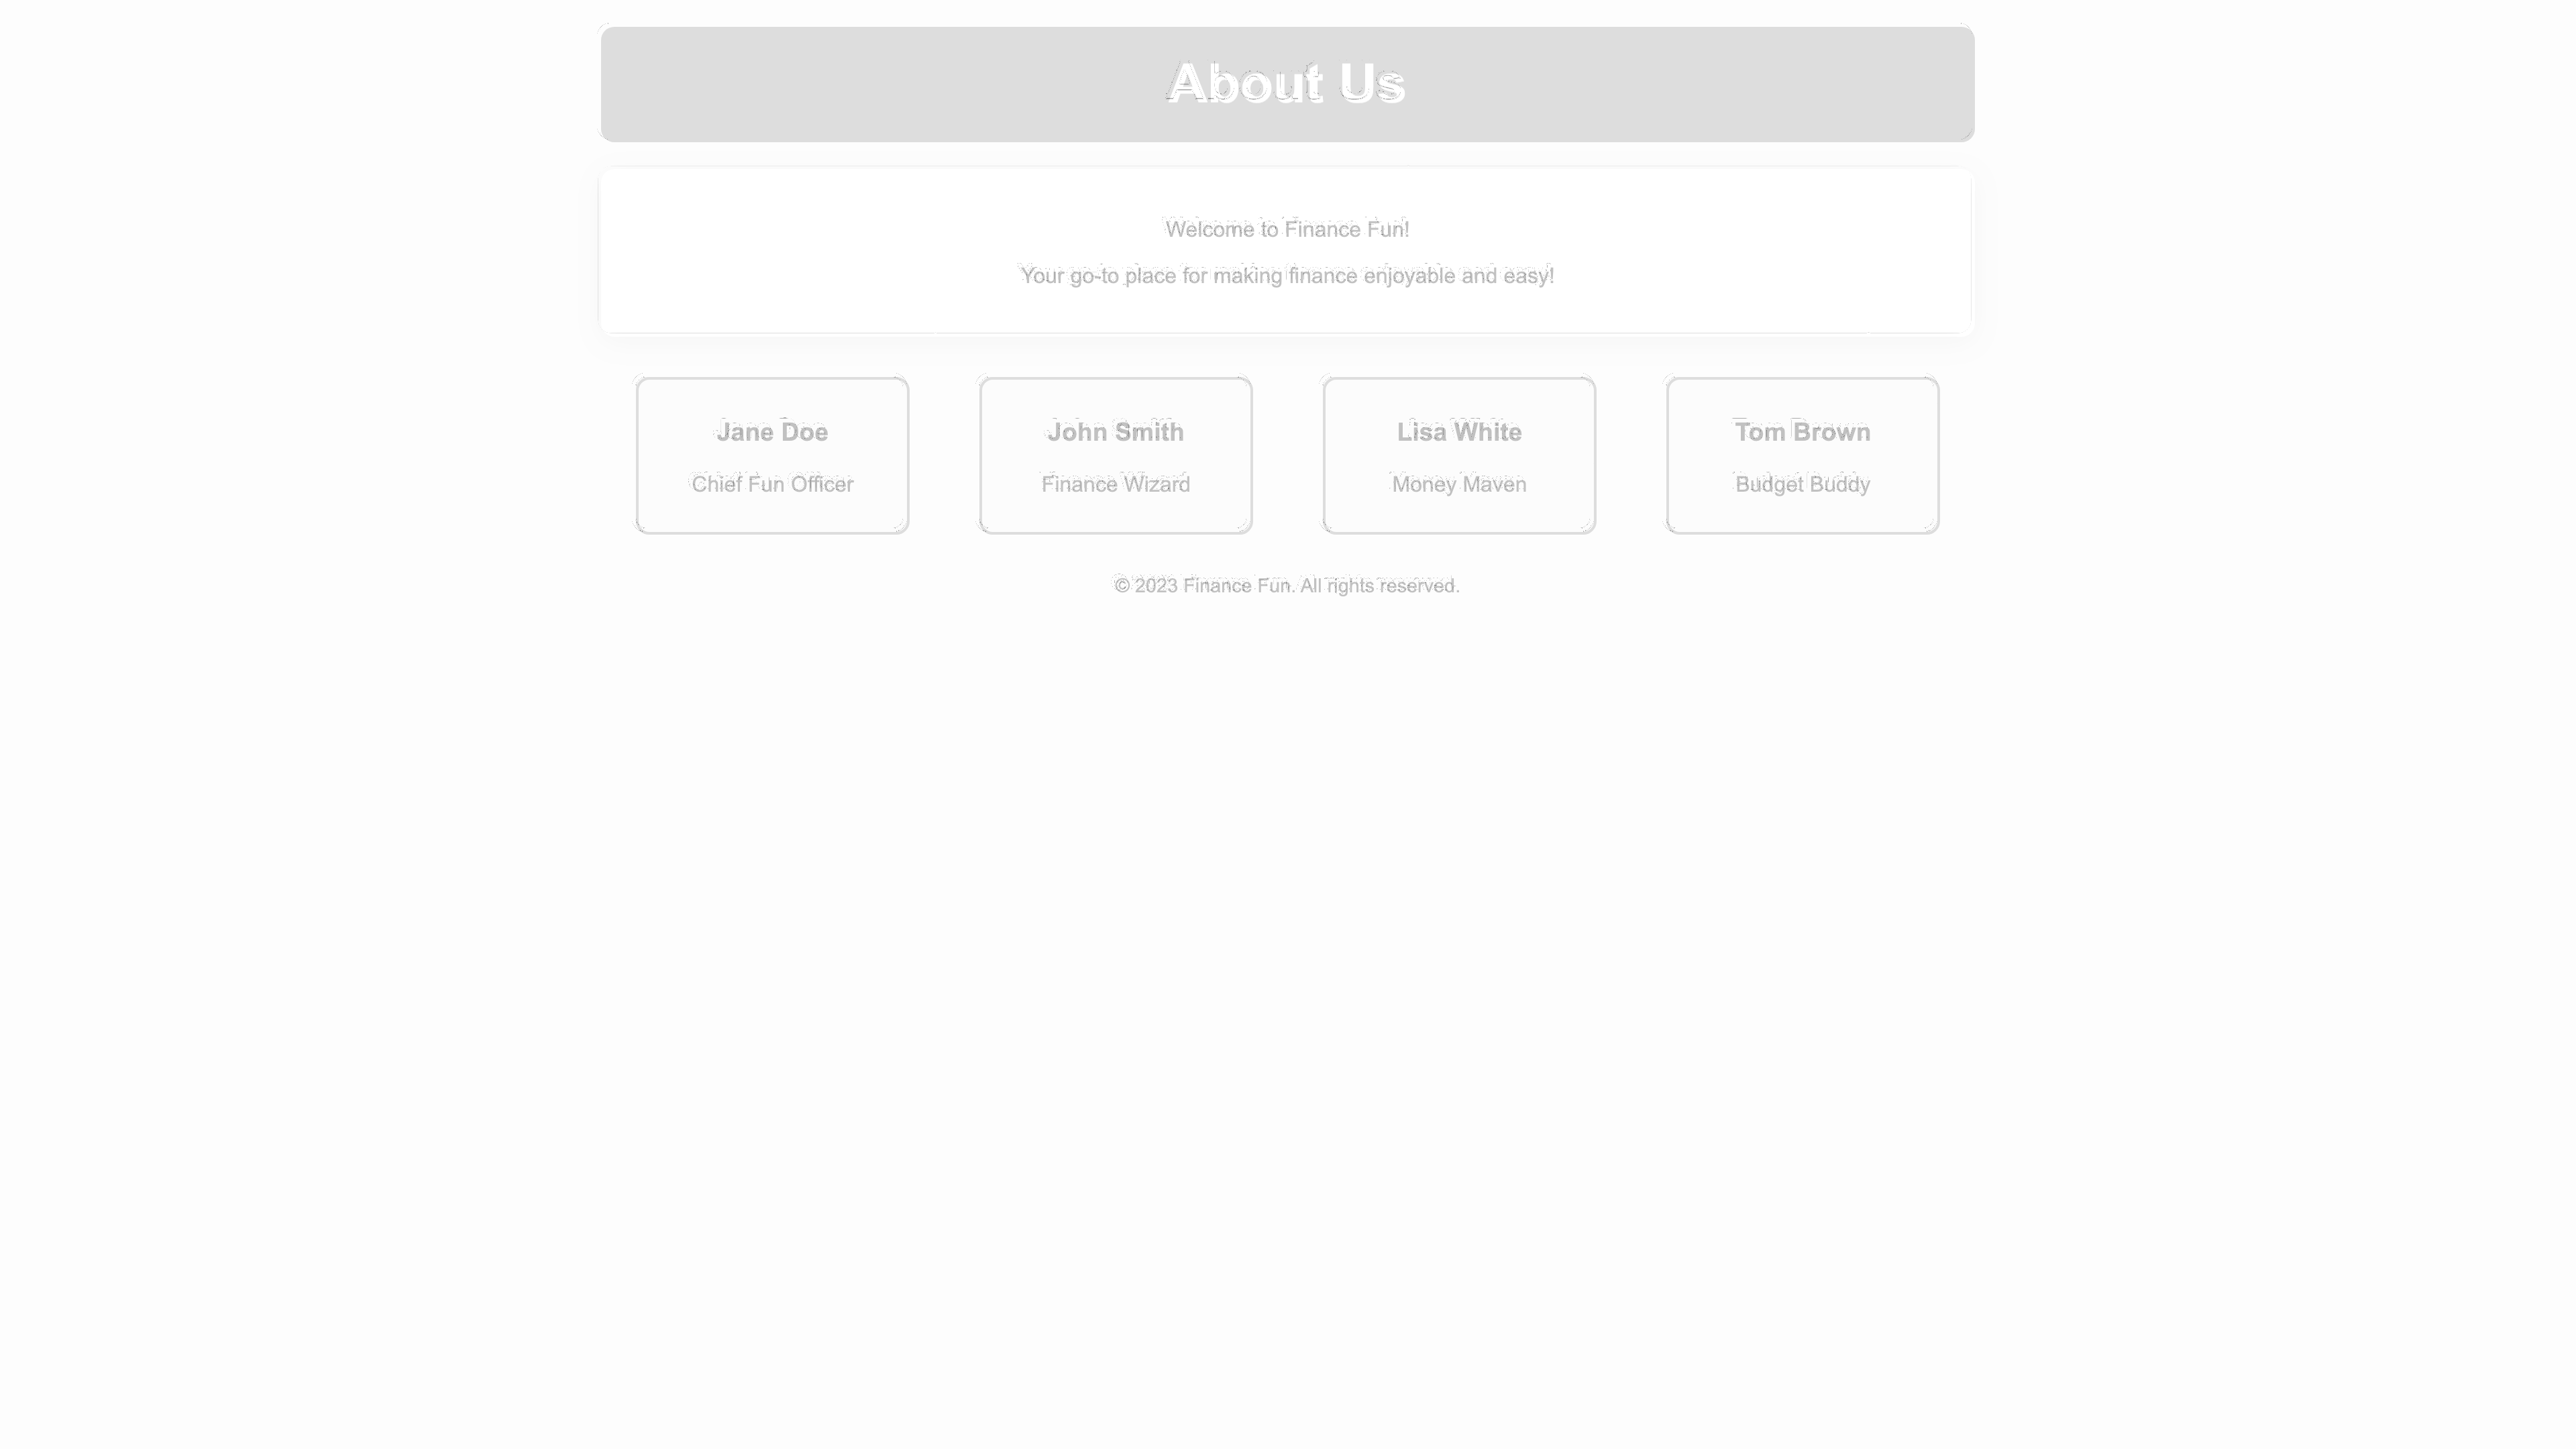 About Us
Welcome to Finance Fun!
Your go-to place for making finance enjoyable and easy!
Jane Doe
Chief Fun Officer
John Smith
Finance Wizard
Lisa White
Money Maven
Tom Brown
Budget Buddy
© 2023 Finance Fun. All rights reserved.